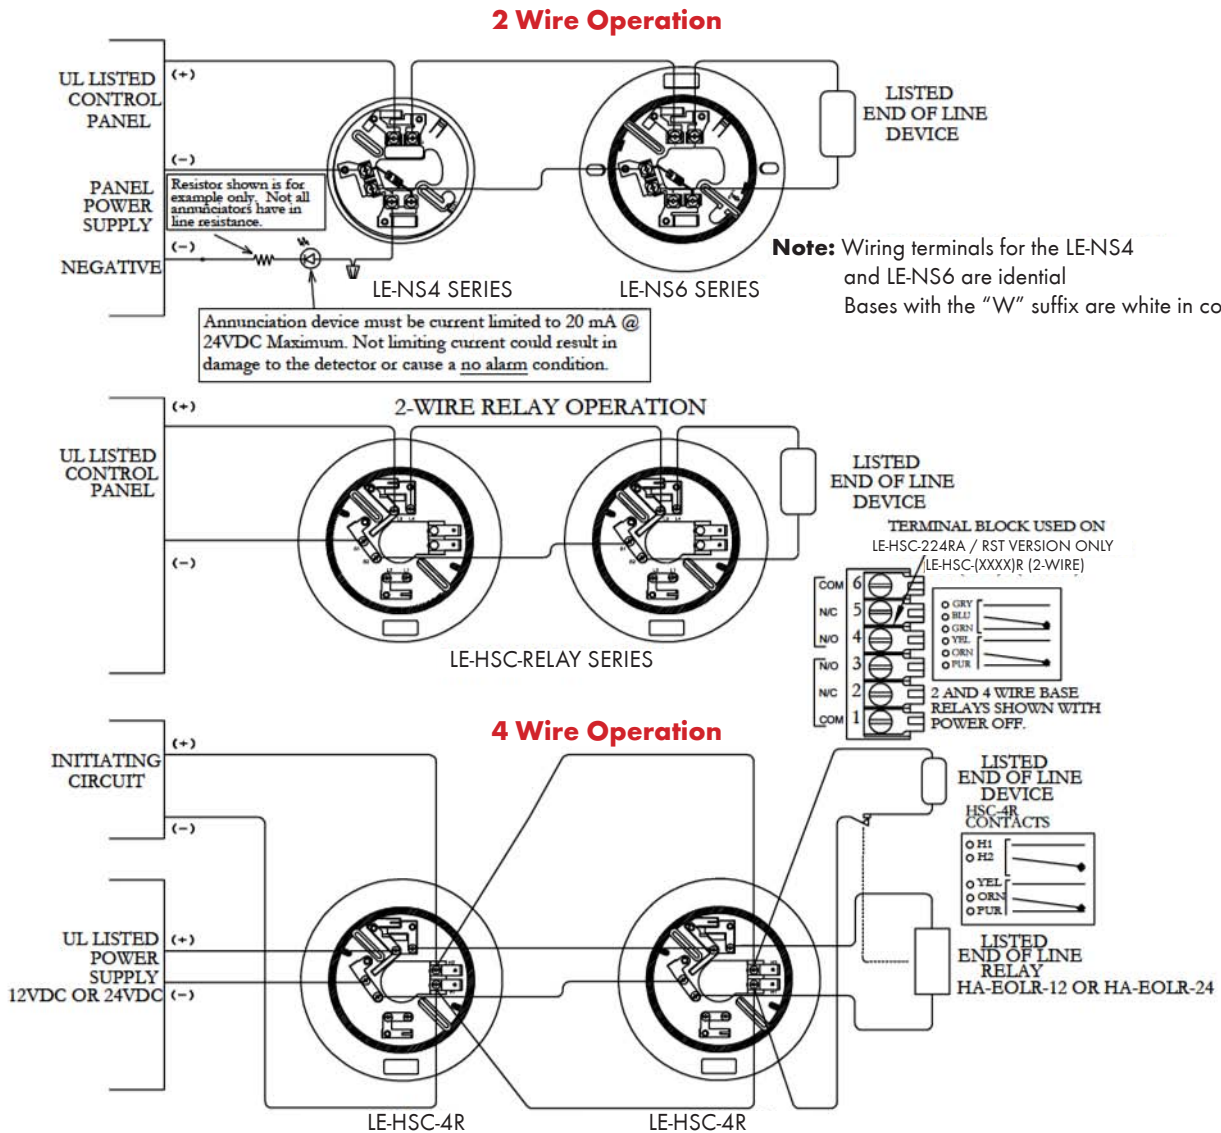 2 Wire Operation
UL LISTED
CONTROL
PANEL
(+)
(-)
PANEL
POWER
SUPPLY
(-)
NEGATIVE
Resistor shown is for
example only. Not all
annunciators have in
line resistance.
LISTED
END OF LINE
DEVICE
LE-NS4 SERIES
LE-NS6 SERIES
Note: Wiring terminals for the LE-NS4
and LE-NS6 are idential
Bases with the "W" suffix are white in co
Annunciation device must be current limited to 20 mA @
24VDC Maximum. Not limiting current could result in
damage to the detector or cause a no alarm condition.
2-WIRE RELAY OPERATION
(+)
UL LISTED
CONTROL
PANEL
(-)
LISTED
END OF LINE
DEVICE
LE-HSC-RELAY SERIES
TERMINAL BLOCK USED ON
LE-HSC-224RA / RST VERSION ONLY
LE-HSC-(XXXX)R (2-WIRE)
COM 6
N/C 5
N/O 4
N/O 3
N/C 2
COM 1
GRY
BLU
GRN
YEL
ORN
PUR
2 AND 4 WIRE BASE
RELAYS SHOWN WITH
POWER OFF.
4 Wire Operation
(+)
INITIATING
CIRCUIT
(-)
LISTED
END OF LINE
DEVICE
HSC-4R
CONTACTS
H1
H2
YEL
ORN
PUR
UL LISTED
POWER
SUPPLY
12VDC OR 24VDC
(+)
(-)
LISTED
END OF LINE
RELAY
HA-EOLR-12 OR HA-EOLR-24
LE-HSC-4R
LE-HSC-4R